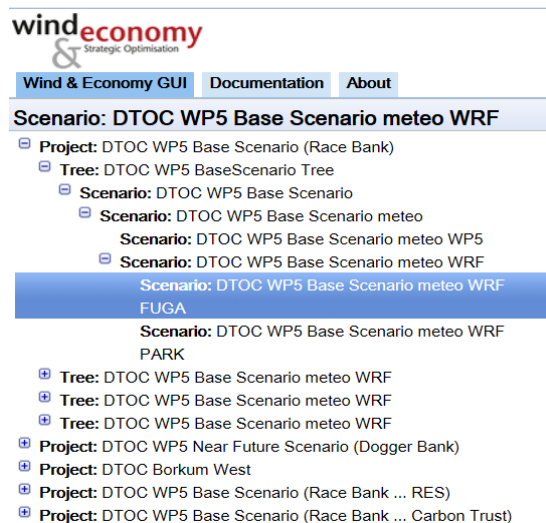 windeconomy
& Strategic Optimisation
Wind & Economy GUI Documentation About
Scenario: DTOC WP5 Base Scenario meteo WRF
Project: DTOC WP5 Base Scenario (Race Bank)
Tree: DTOC WP5 BaseScenario Tree
Scenario: DTOC WP5 Base Scenario
Scenario: DTOC WP5 Base Scenario meteo
Scenario: DTOC WP5 Base Scenario meteo WP5
Scenario: DTOC WP5 Base Scenario meteo WRF
Scenario: DTOC WP5 Base Scenario meteo WRF
FUGA
Scenario: DTOC WP5 Base Scenario meteo WRF
PARK
Tree: DTOC WP5 Base Scenario meteo WRF
Tree: DTOC WP5 Base Scenario meteo WRF
Tree: DTOC WP5 Base Scenario meteo WRF
Project: DTOC WP5 Near Future Scenario (Dogger Bank)
Project: DTOC Borkum West
Project: DTOC WP5 Base Scenario (Race Bank ... RES)
Project: DTOC WP5 Base Scenario (Race Bank ... Carbon Trust)